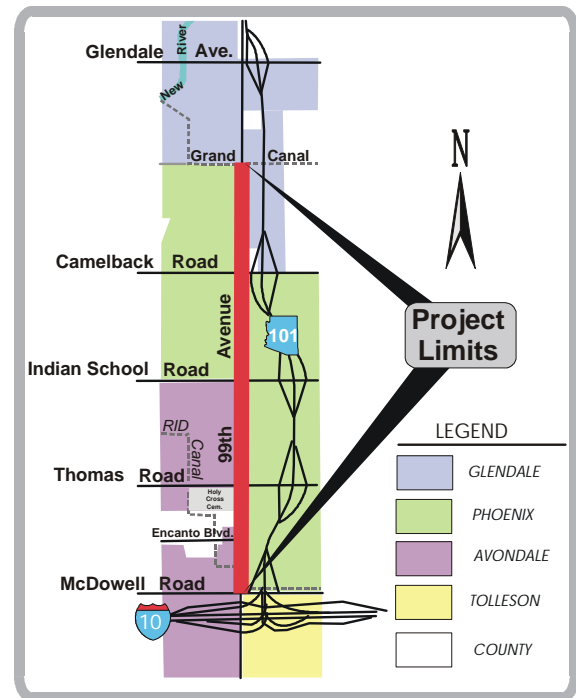 Glendale Ave.
New River
Grand Canal
N
Camelback Road
101
Project
Limits
Avenue
99th
Indian School Road
LEGEND
RID
Canal
GLENDALE
Thomas Road
Holy
Cross
Cem.
PHOENIX
Encanto Blvd.
AVONDALE
McDowell Road
TOLLESON
10
COUNTY